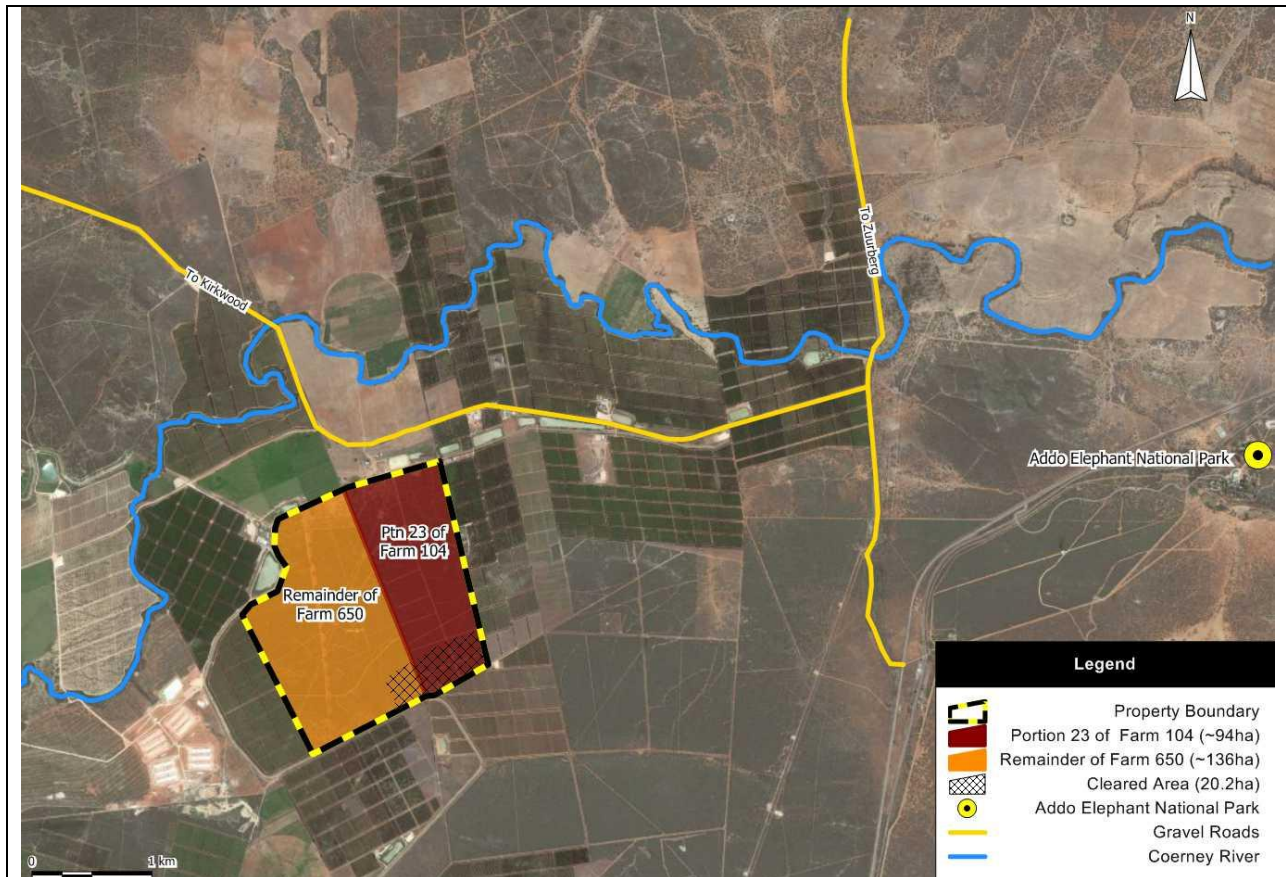 N
To Zuurberg
To Kirkwood
Addo Elephant National Park
Ptn 23 of
Farm 104
Remainder of
Farm 650
Legend
Property Boundary
Portion 23 of Farm 104 (~94ha)
Remainder of Farm 650 (~136ha)
Cleared Area (20.2ha)
Addo Elephant National Park
Gravel Roads
Coerney River
0 1 km